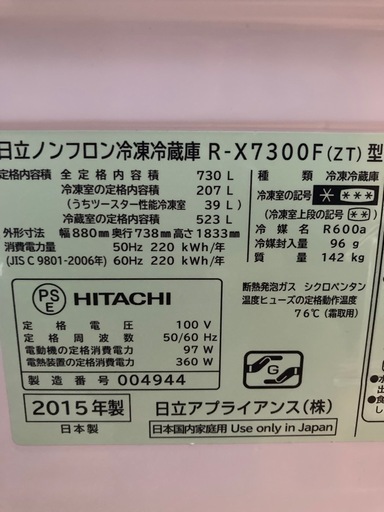 日立ノンフロン冷凍冷蔵庫 R-X7300F(ZT)型
定格内容積 全定格内容積 730 L
冷凍室の定格内容積 207 L
(うちツースター性能冷凍室 39 L)
冷蔵室の定格内容積 523 L
外形寸法 幅880mm 奥行738mm 高さ1833mm
消費電力量 50Hz 220 kWh/年
(JIS C 9801-2006年) 60Hz 220 kWh/年
種類 冷凍冷蔵庫
冷凍室の記号 ****
(冷凍室上段の記号 **)
冷媒 R600a
冷媒封入量 96 g
質量 142 kg
断熱発泡ガス シクロペンタン
温度ヒューズの定格動作温度
76℃(霜取用)
PS
E
HITACHI
定格電圧 100 V
定格周波数 50/60 Hz
電動機の定格消費電力 97 W
電熱装置の定格消費電力 360 W
製造番号 004944
G
2015年製
日本製
日立アプライアンス(株)
日本国内家庭用 Use only in Japan